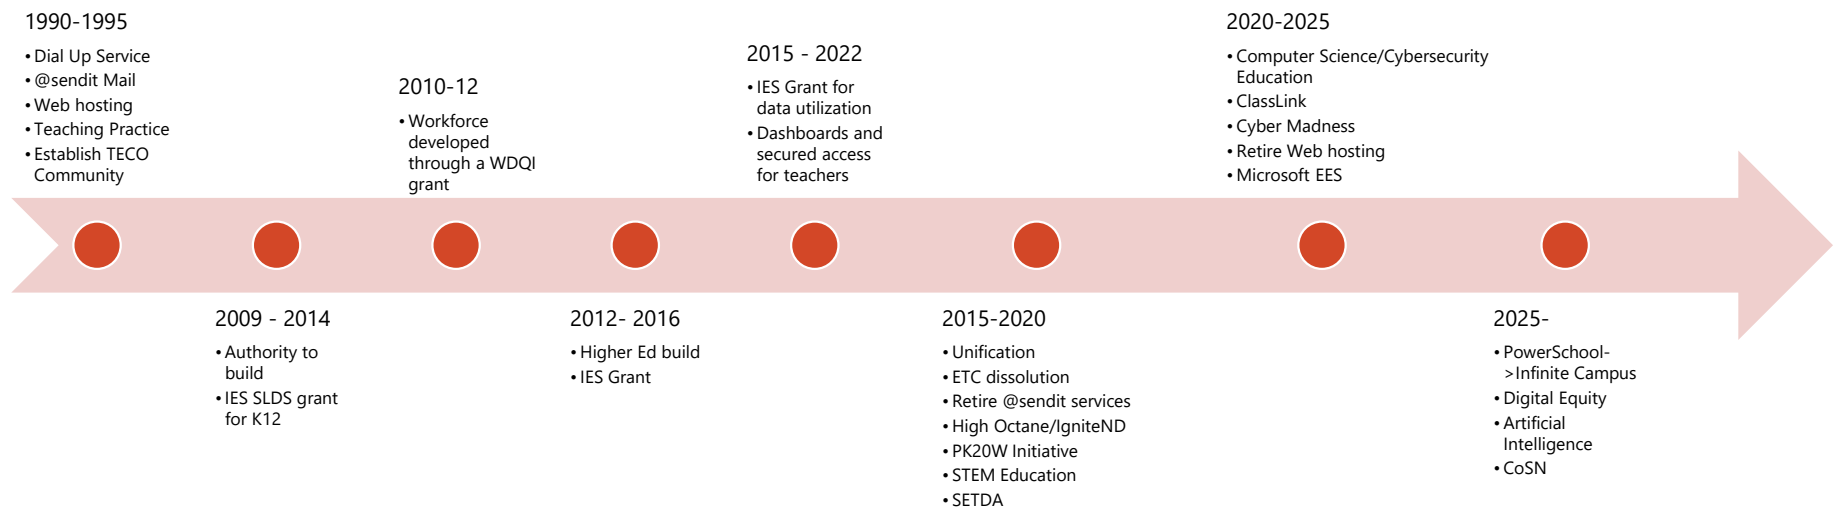 1990-1995
• Dial Up Service
• @sendit Mail
• Web hosting
• Teaching Practice
• Establish TECO
Community
2009 - 2014
• Authority to
build
• IES SLDS grant
for K12
2010-12
• Workforce
developed
through a WDQI
grant
2012- 2016
• Higher Ed build
• IES Grant
2015 - 2022
• IES Grant for
data utilization
• Dashboards and
secured access
for teachers
2015-2020
• Unification
• ETC dissolution
• Retire @sendit services
• High Octane/IgniteND
• PK20W Initiative
• STEM Education
• SETDA
2020-2025
• Computer Science/Cybersecurity
Education
• ClassLink
• Cyber Madness
• Retire Web hosting
• Microsoft EES
2025-
• PowerSchool-
>Infinite Campus
• Digital Equity
• Artificial
Intelligence
• CoSN